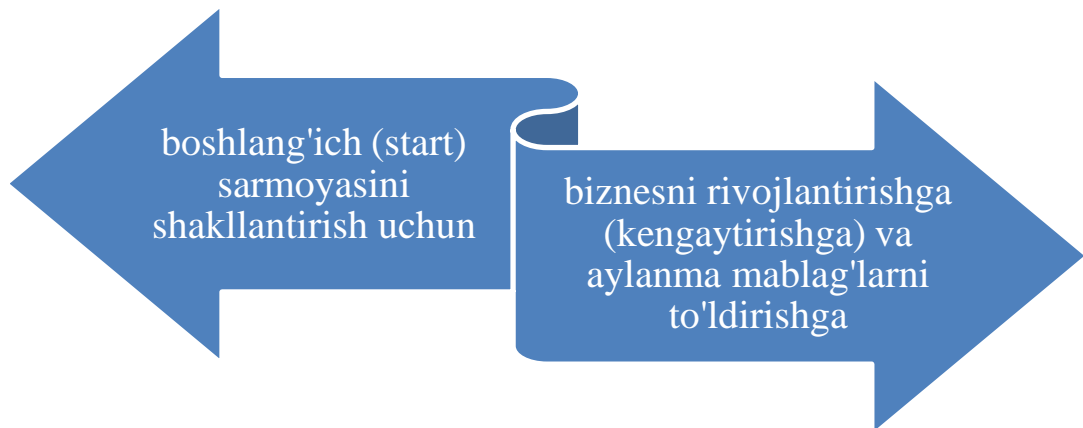 boshlang'ich (start)
sarmoyasini
shakllantirish uchun
biznesni rivojlantirishga
(kengaytirishga) va
aylanma mablag'larni
to'ldirishga